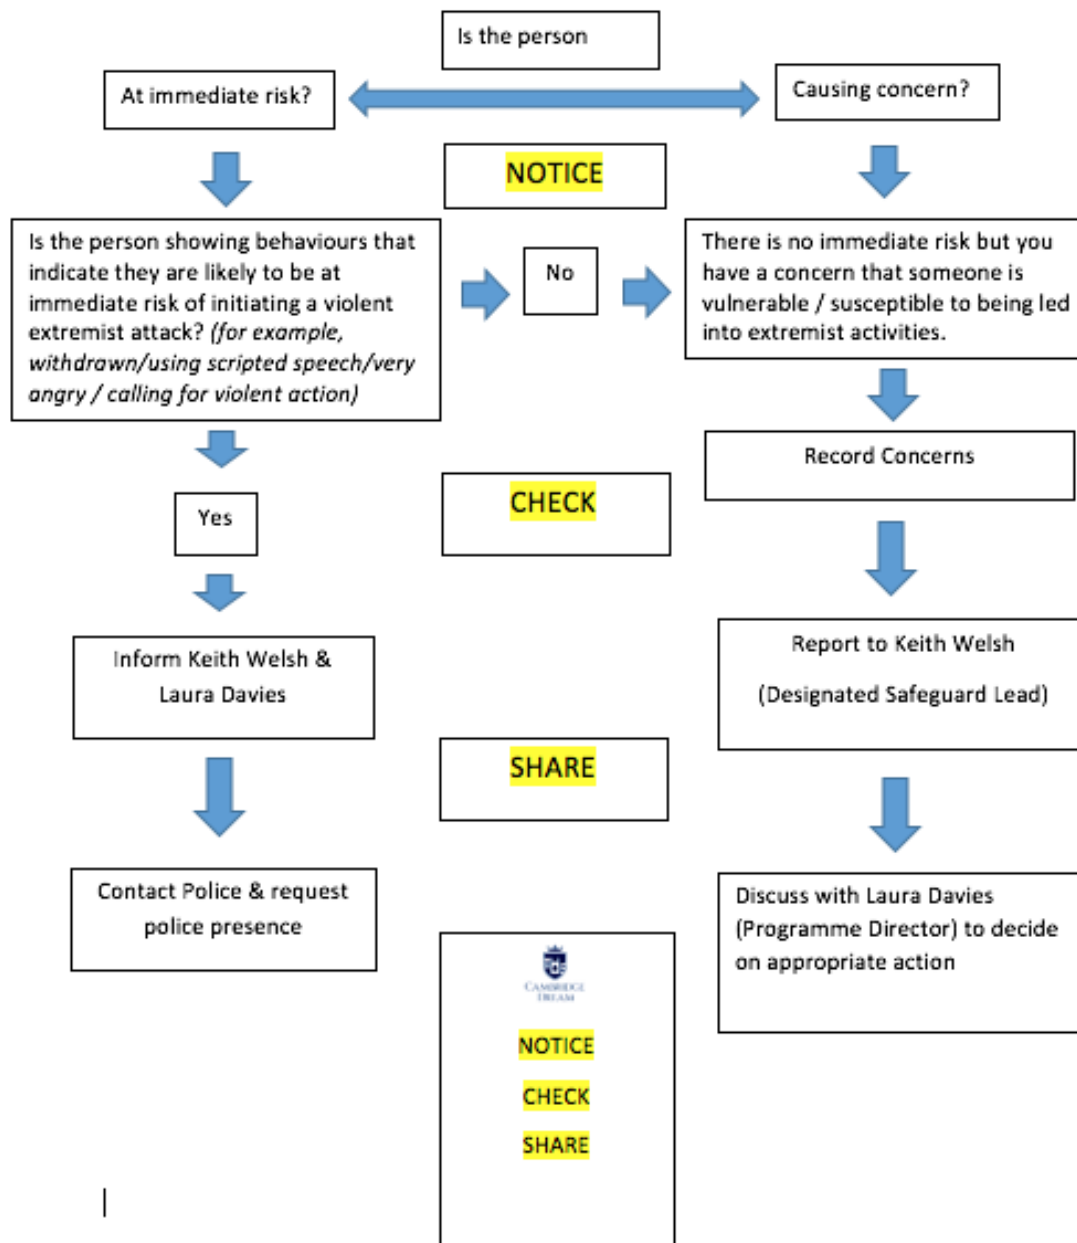 Is the person
At immediate risk?
Causing concern?
NOTICE
Is the person showing behaviours that
indicate they are likely to be at
immediate risk of initiating a violent
extremist attack? (for example,
withdrawn/using scripted speech/very
angry / calling for violent action)
No
There is no immediate risk but you
have a concern that someone is
vulnerable / susceptible to being led
into extremist activities.
Record Concerns
CHECK
Yes
Inform Keith Welsh &
Laura Davies
Report to Keith Welsh
(Designated Safeguard Lead)
SHARE
Contact Police & request
police presence
Discuss with Laura Davies
(Programme Director) to decide
on appropriate action
CAMBRIDGE
DREAM
NOTICE
CHECK
SHARE